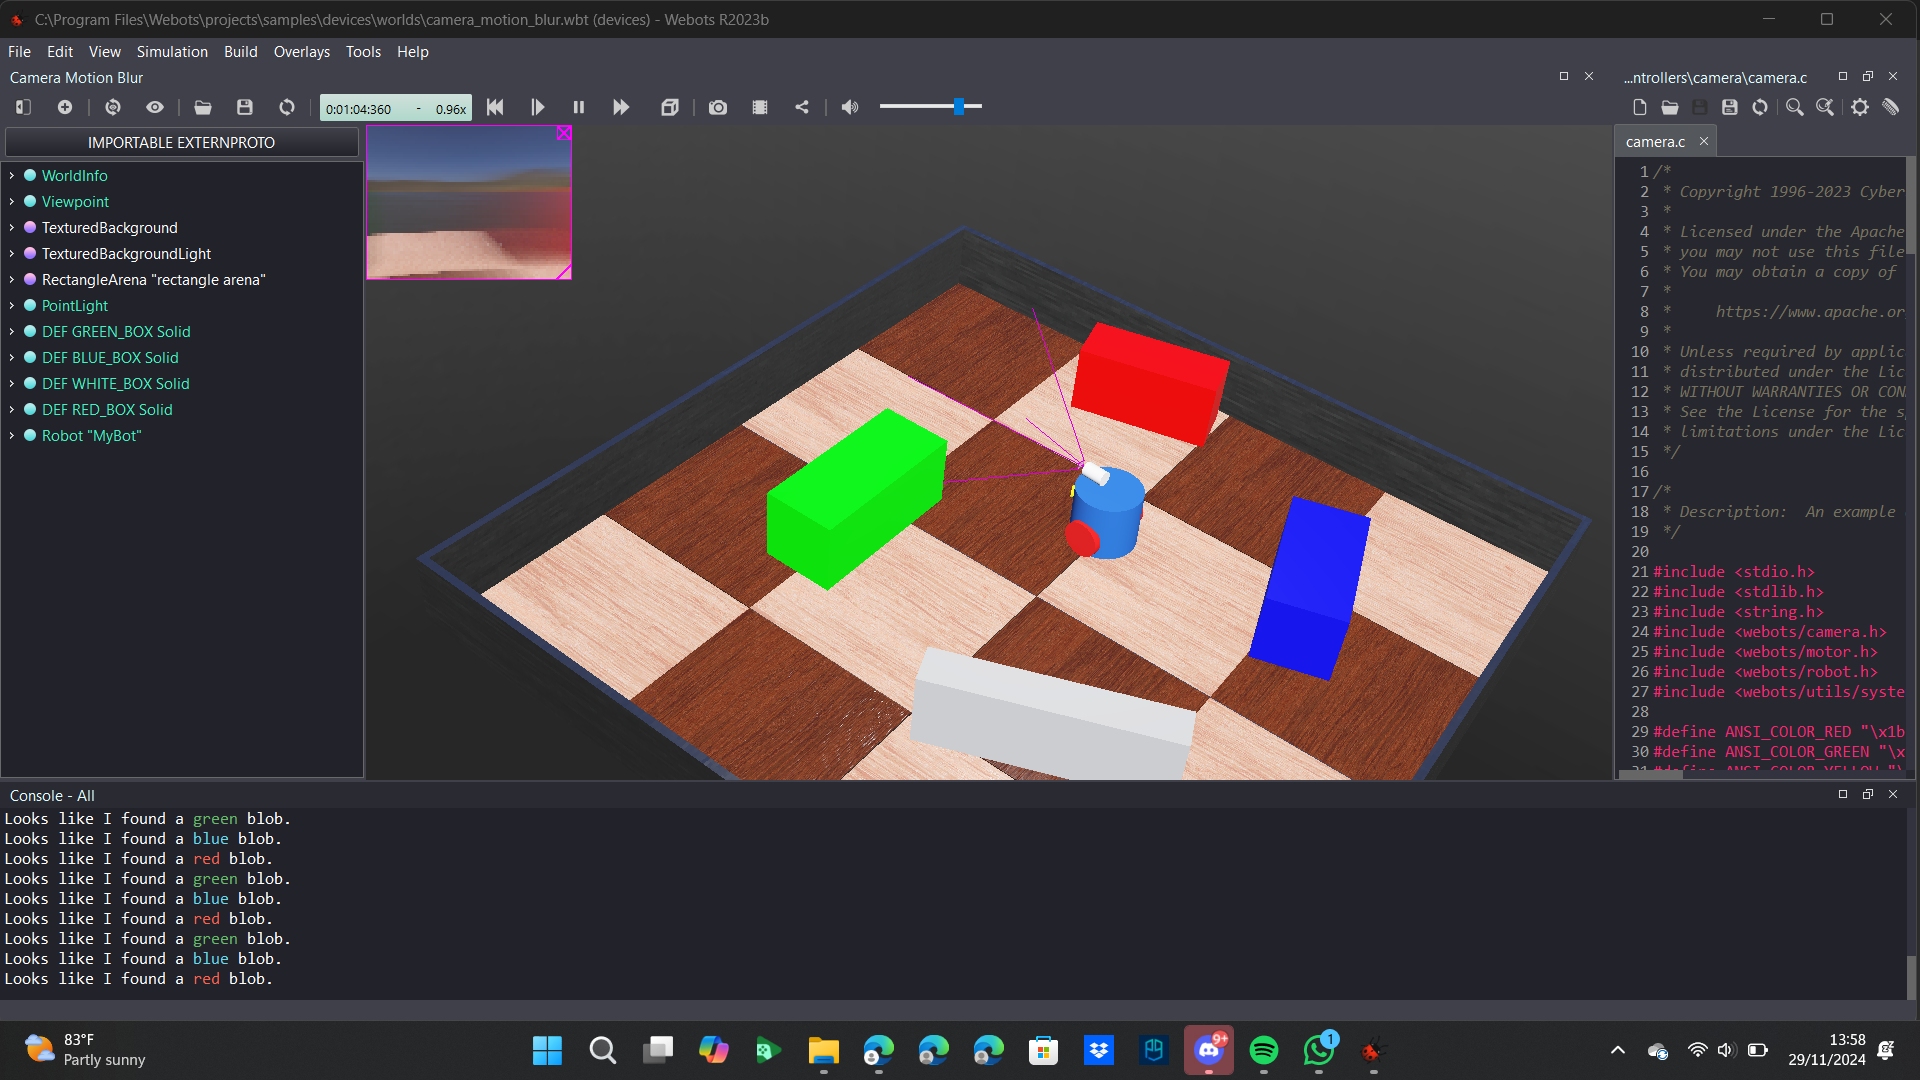 C:\Program Files\Webots\projects\samples\devices\worlds\camera_motion_blur.wbt (devices) - Webots R2023b
File Edit View Simulation Build Overlays Tools Help
Camera Motion Blur
...ntrollers\camera\camera.c
0:01:04:360 - 0.96x
IMPORTABLE EXTERNPROTO
WorldInfo
Viewpoint
TexturedBackground
TexturedBackgroundLight
RectangleArena "rectangle arena"
PointLight
DEF GREEN_BOX Solid
DEF BLUE_BOX Solid
DEF WHITE_BOX Solid
DEF RED_BOX Solid
Robot "MyBot"
camera.c
1 /*
2 * Copyright 1996-2023 Cyber
3 *
4 * Licensed under the Apache
5 * you may not use this file
6 * You may obtain a copy of
7 *
8 * https://www.apache.or
9 *
10 * Unless required by applic
11 * distributed under the Lic
12 * WITHOUT WARRANTIES OR CON
13 * See the License for the s
14 * limitations under the Lic
15 */
16
17 /*
18 * Description: An example
19 */
20
21 #include <stdio.h>
22 #include <stdlib.h>
23 #include <string.h>
24 #include <webots/camera.h>
25 #include <webots/motor.h>
26 #include <webots/robot.h>
27 #include <webots/utils/syste
28
29 #define ANSI_COLOR_RED "\x1b
30 #define ANSI_COLOR_GREEN "\x
31 #define ANSI_COLOR_YELLOW "\
Console - All
Looks like I found a green blob.
Looks like I found a blue blob.
Looks like I found a red blob.
Looks like I found a green blob.
Looks like I found a blue blob.
Looks like I found a red blob.
Looks like I found a green blob.
Looks like I found a blue blob.
Looks like I found a red blob.
83°F
Partly sunny
9+
1
13:58
29/11/2024